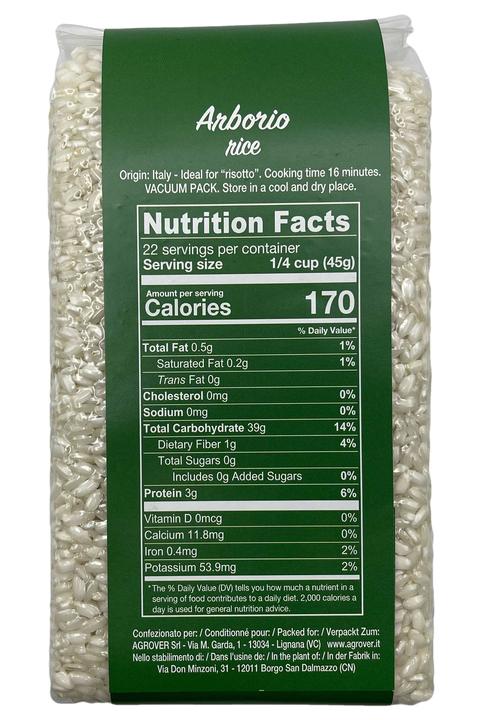 Arborio
rice
Origin: Italy - Ideal for "risotto". Cooking time 16 minutes.
VACUUM PACK. Store in a cool and dry place.
Nutrition Facts
22 servings per container
Serving size 1/4 cup (45g)
Amount per serving
Calories 170
% Daily Value*
Total Fat 0.5g 1%
Saturated Fat 0.2g 1%
Trans Fat 0g
Cholesterol 0mg 0%
Sodium 0mg 0%
Total Carbohydrate 39g 14%
Dietary Fiber 1g 4%
Total Sugars 0g
Includes 0g Added Sugars 0%
Protein 3g 6%
Vitamin D 0mcg 0%
Calcium 11.8mg 0%
Iron 0.4mg 2%
Potassium 53.9mg 2%
*The % Daily Value (DV) tells you how much a nutrient in a
serving of food contributes to a daily diet. 2,000 calories a
day is used for general nutrition advice.
Confezionato per: / Conditionné pour: / Packed for: / Verpackt Zum:
AGROVER Srl - Via M. Garda, 1 - 13034 - Lignana (VC) www.agrover.it
Nello stabilimento di: / Dans l'usine de: / In the plant of: / In der Fabrik in:
Via Don Minzoni, 31 - 12011 Borgo San Dalmazzo (CN)